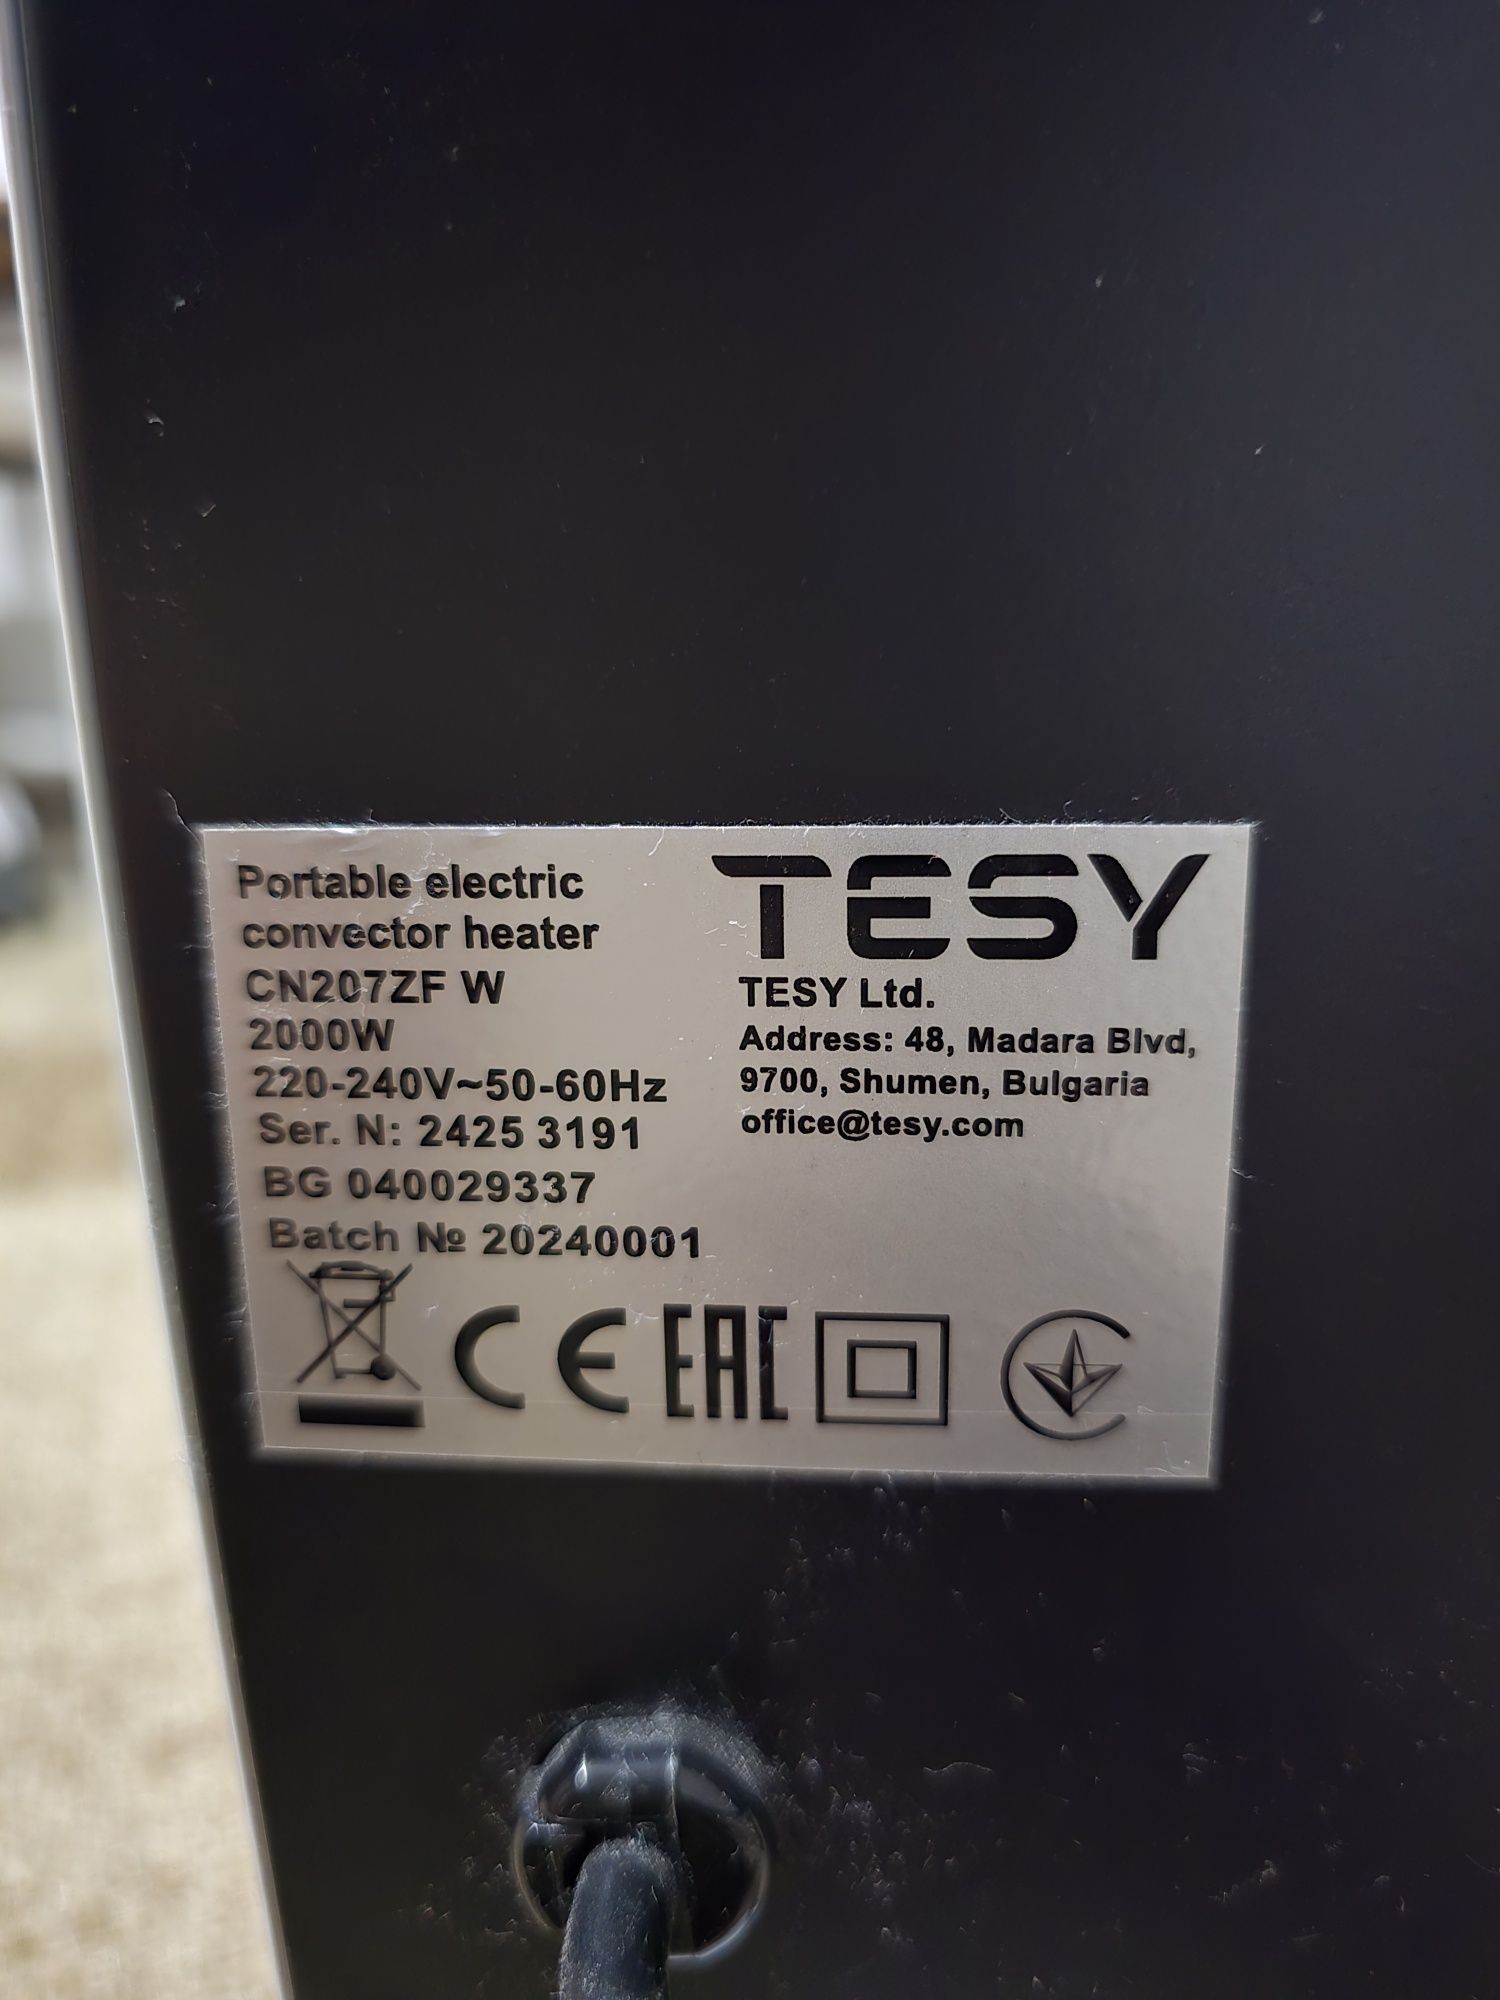 Portable electric
convector heater
CN207ZF W
2000W
220-240V~50-60Hz
Ser. N: 2425 3191
BG 040029337
Batch № 20240001
TESY
TESY Ltd.
Address: 48, Madara Blvd,
9700, Shumen, Bulgaria
office@tesy.com
CE EAC